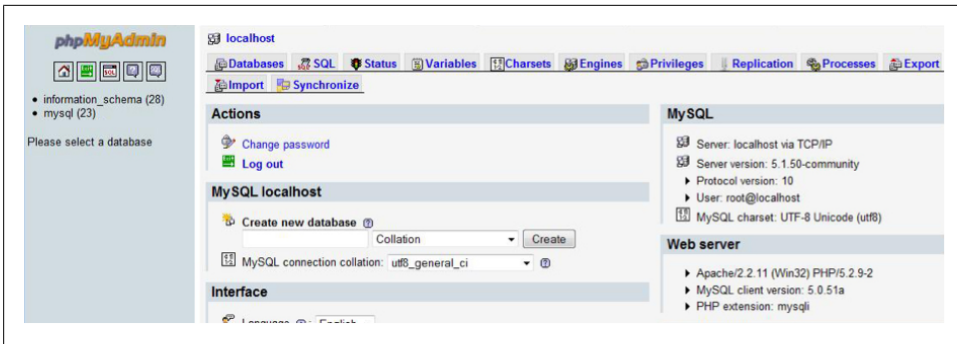 phpMyAdmin
SQL
information_schema (28)
mysql (23)
Please select a database
localhost
Databases SQL Status Variables Charsets Engines Privileges Replication Processes Export
Import Synchronize
Actions
Change password
Log out
MySQL localhost
Create new database
Collation Create
MySQL connection collation: utf8_general_ci
Interface
Language : English
MySQL
Server: localhost via TCP/IP
Server version: 5.1.50-community
Protocol version: 10
User: root@localhost
MySQL charset: UTF-8 Unicode (utf8)
Web server
Apache/2.2.11 (Win32) PHP/5.2.9-2
MySQL client version: 5.0.51a
PHP extension: mysqli